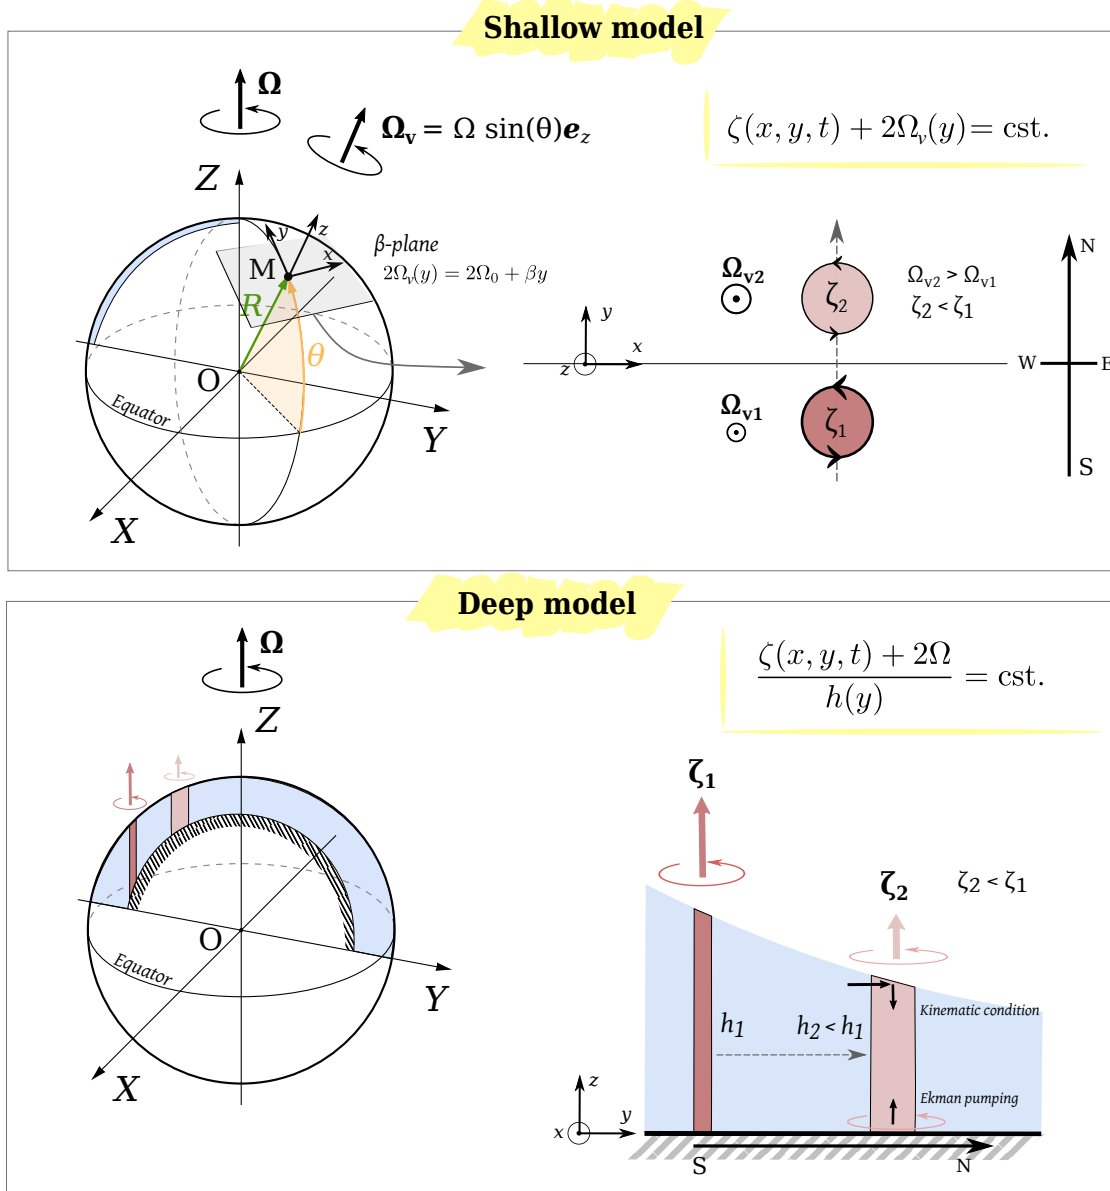 Shallow model
Ω
Ωv = Ω sin(θ)ez
ζ(x, y, t) + 2Ωv(y) = cst.
Z
y
z
x
M
β-plane
2Ωv(y) = 2Ω0 + βy
R
θ
O
Equator
Y
X
Ωv2
ζ2
Ωv2 > Ωv1
ζ2 < ζ1
N
y
x
z
W
E
Ωv1
ζ1
S
Deep model
Ω
ζ(x, y, t) + 2Ω
h(y)
= cst.
Z
O
Equator
Y
X
ζ1
ζ2
ζ2 < ζ1
h1
h2 < h1
Kinematic condition
Ekman pumping
z
y
x
S
N